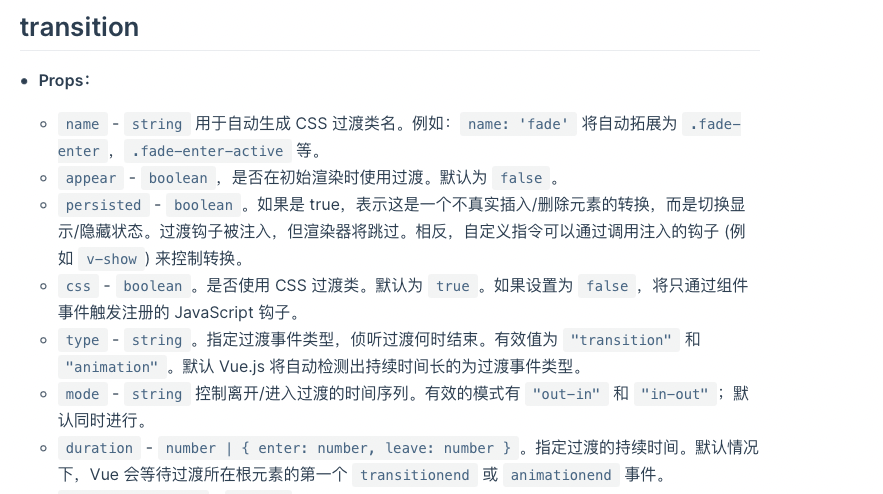 transition
• Props：
name - string 用于自动生成 CSS 过渡类名。例如： name: 'fade' 将自动拓展为 .fade-
enter ， .fade-enter-active 等。
appear - boolean ，是否在初始渲染时使用过渡。默认为 false 。
persisted - boolean 。如果是 true，表示这是一个不真实插入/删除元素的转换，而是切换显
示/隐藏状态。过渡钩子被注入，但渲染器将跳过。相反，自定义指令可以通过调用注入的钩子 (例
如 v-show ) 来控制转换。
css - boolean 。是否使用 CSS 过渡类。默认为 true 。如果设置为 false ，将只通过组件
事件触发注册的 JavaScript 钩子。
type - string 。指定过渡事件类型，侦听过渡何时结束。有效值为 "transition" 和
"animation" 。默认 Vue.js 将自动检测出持续时间长的为过渡事件类型。
mode - string 控制离开/进入过渡的时间序列。有效的模式有 "out-in" 和 "in-out" ；默
认同时进行。
duration - number | { enter: number, leave: number } 。指定过渡的持续时间。默认情况
下，Vue 会等待过渡所在根元素的第一个 transitionend 或 animationend 事件。